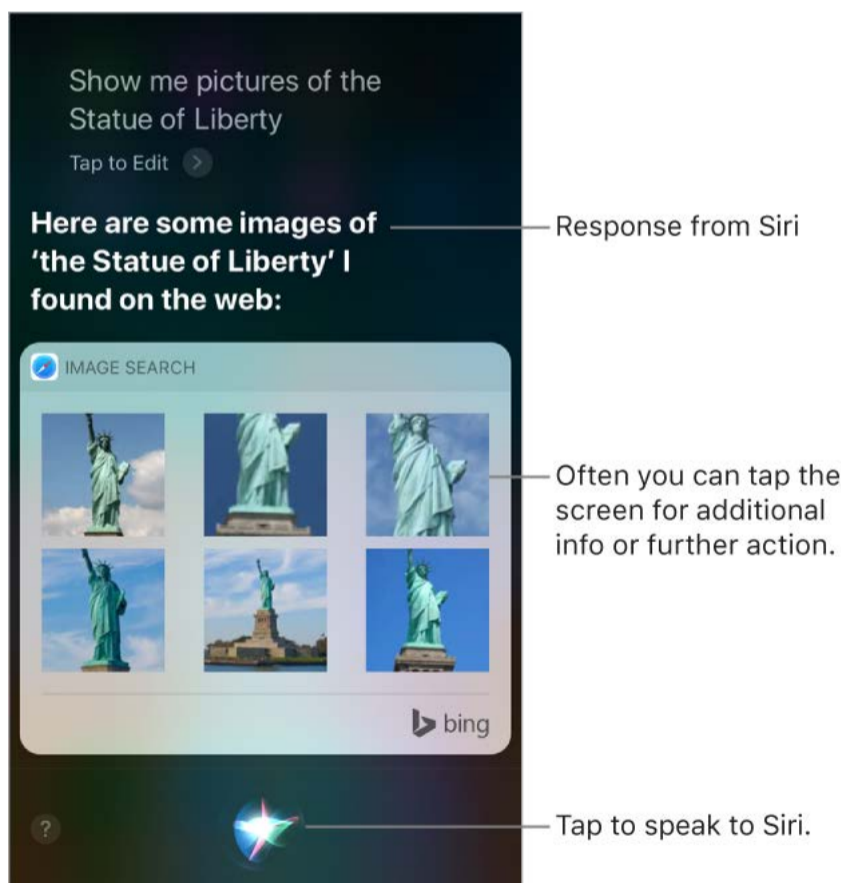 Show me pictures of the
Statue of Liberty
Tap to Edit
Here are some images of
‘the Statue of Liberty’ I
found on the web:
Response from Siri
IMAGE SEARCH
Often you can tap the
screen for additional
info or further action.
bing
?
Tap to speak to Siri.